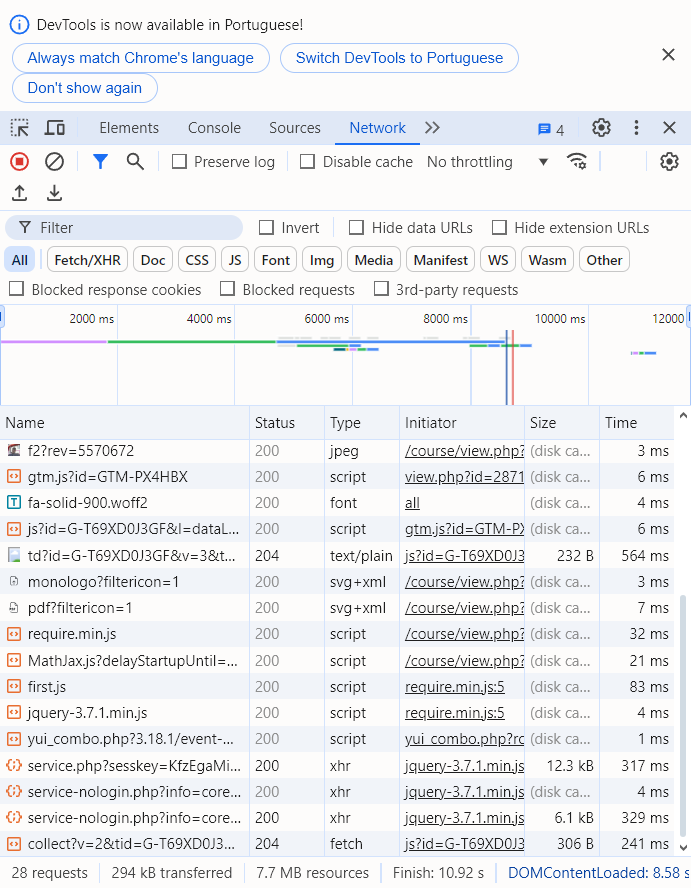 DevTools is now available in Portuguese!
Always match Chrome's language
Switch DevTools to Portuguese
Don't show again
Elements Console Sources Network 4
Preserve log Disable cache No throttling
Filter Invert Hide data URLs Hide extension URLs
All Fetch/XHR Doc CSS JS Font Img Media Manifest WS Wasm Other
Blocked response cookies Blocked requests 3rd-party requests
2000 ms 4000 ms 6000 ms 8000 ms 10000 ms 12000
Name Status Type Initiator Size Time
f2?rev=5570672 200 jpeg /course/view.php? (disk ca... 3 ms
gtm.js?id=GTM-PX4HBX 200 script view.php?id=2871 (disk ca... 6 ms
fa-solid-900.woff2 200 font all (disk ca... 4 ms
js?id=G-T69XD0J3GF&l=dataL... 200 script gtm.js?id=GTM-PX (disk ca... 6 ms
td?id=G-T69XD0J3GF&v=3&t... 204 text/plain js?id=G-T69XD0J3 232 B 564 ms
monologo?filtericon=1 200 svg+xml /course/view.php? (disk ca... 3 ms
pdf?filtericon=1 200 svg+xml /course/view.php? (disk ca... 7 ms
require.min.js 200 script /course/view.php? (disk ca... 32 ms
MathJax.js?delayStartupUntil=... 200 script /course/view.php? (disk ca... 21 ms
first.js 200 script require.min.js:5 (disk ca... 83 ms
jquery-3.7.1.min.js 200 script require.min.js:5 (disk ca... 4 ms
yui_combo.php?3.18.1/event-... 200 script yui_combo.php?ro (disk ca... 1 ms
service.php?sesskey=KfzEgaMi... 200 xhr jquery-3.7.1.min.js 12.3 kB 317 ms
service-nologin.php?info=core... 200 xhr jquery-3.7.1.min.js (disk ca... 4 ms
service-nologin.php?info=core... 200 xhr jquery-3.7.1.min.js 6.1 kB 329 ms
collect?v=2&tid=G-T69XD0J3... 204 fetch js?id=G-T69XD0J3 306 B 241 ms
28 requests 294 kB transferred 7.7 MB resources Finish: 10.92 s DOMContentLoaded: 8.58 s